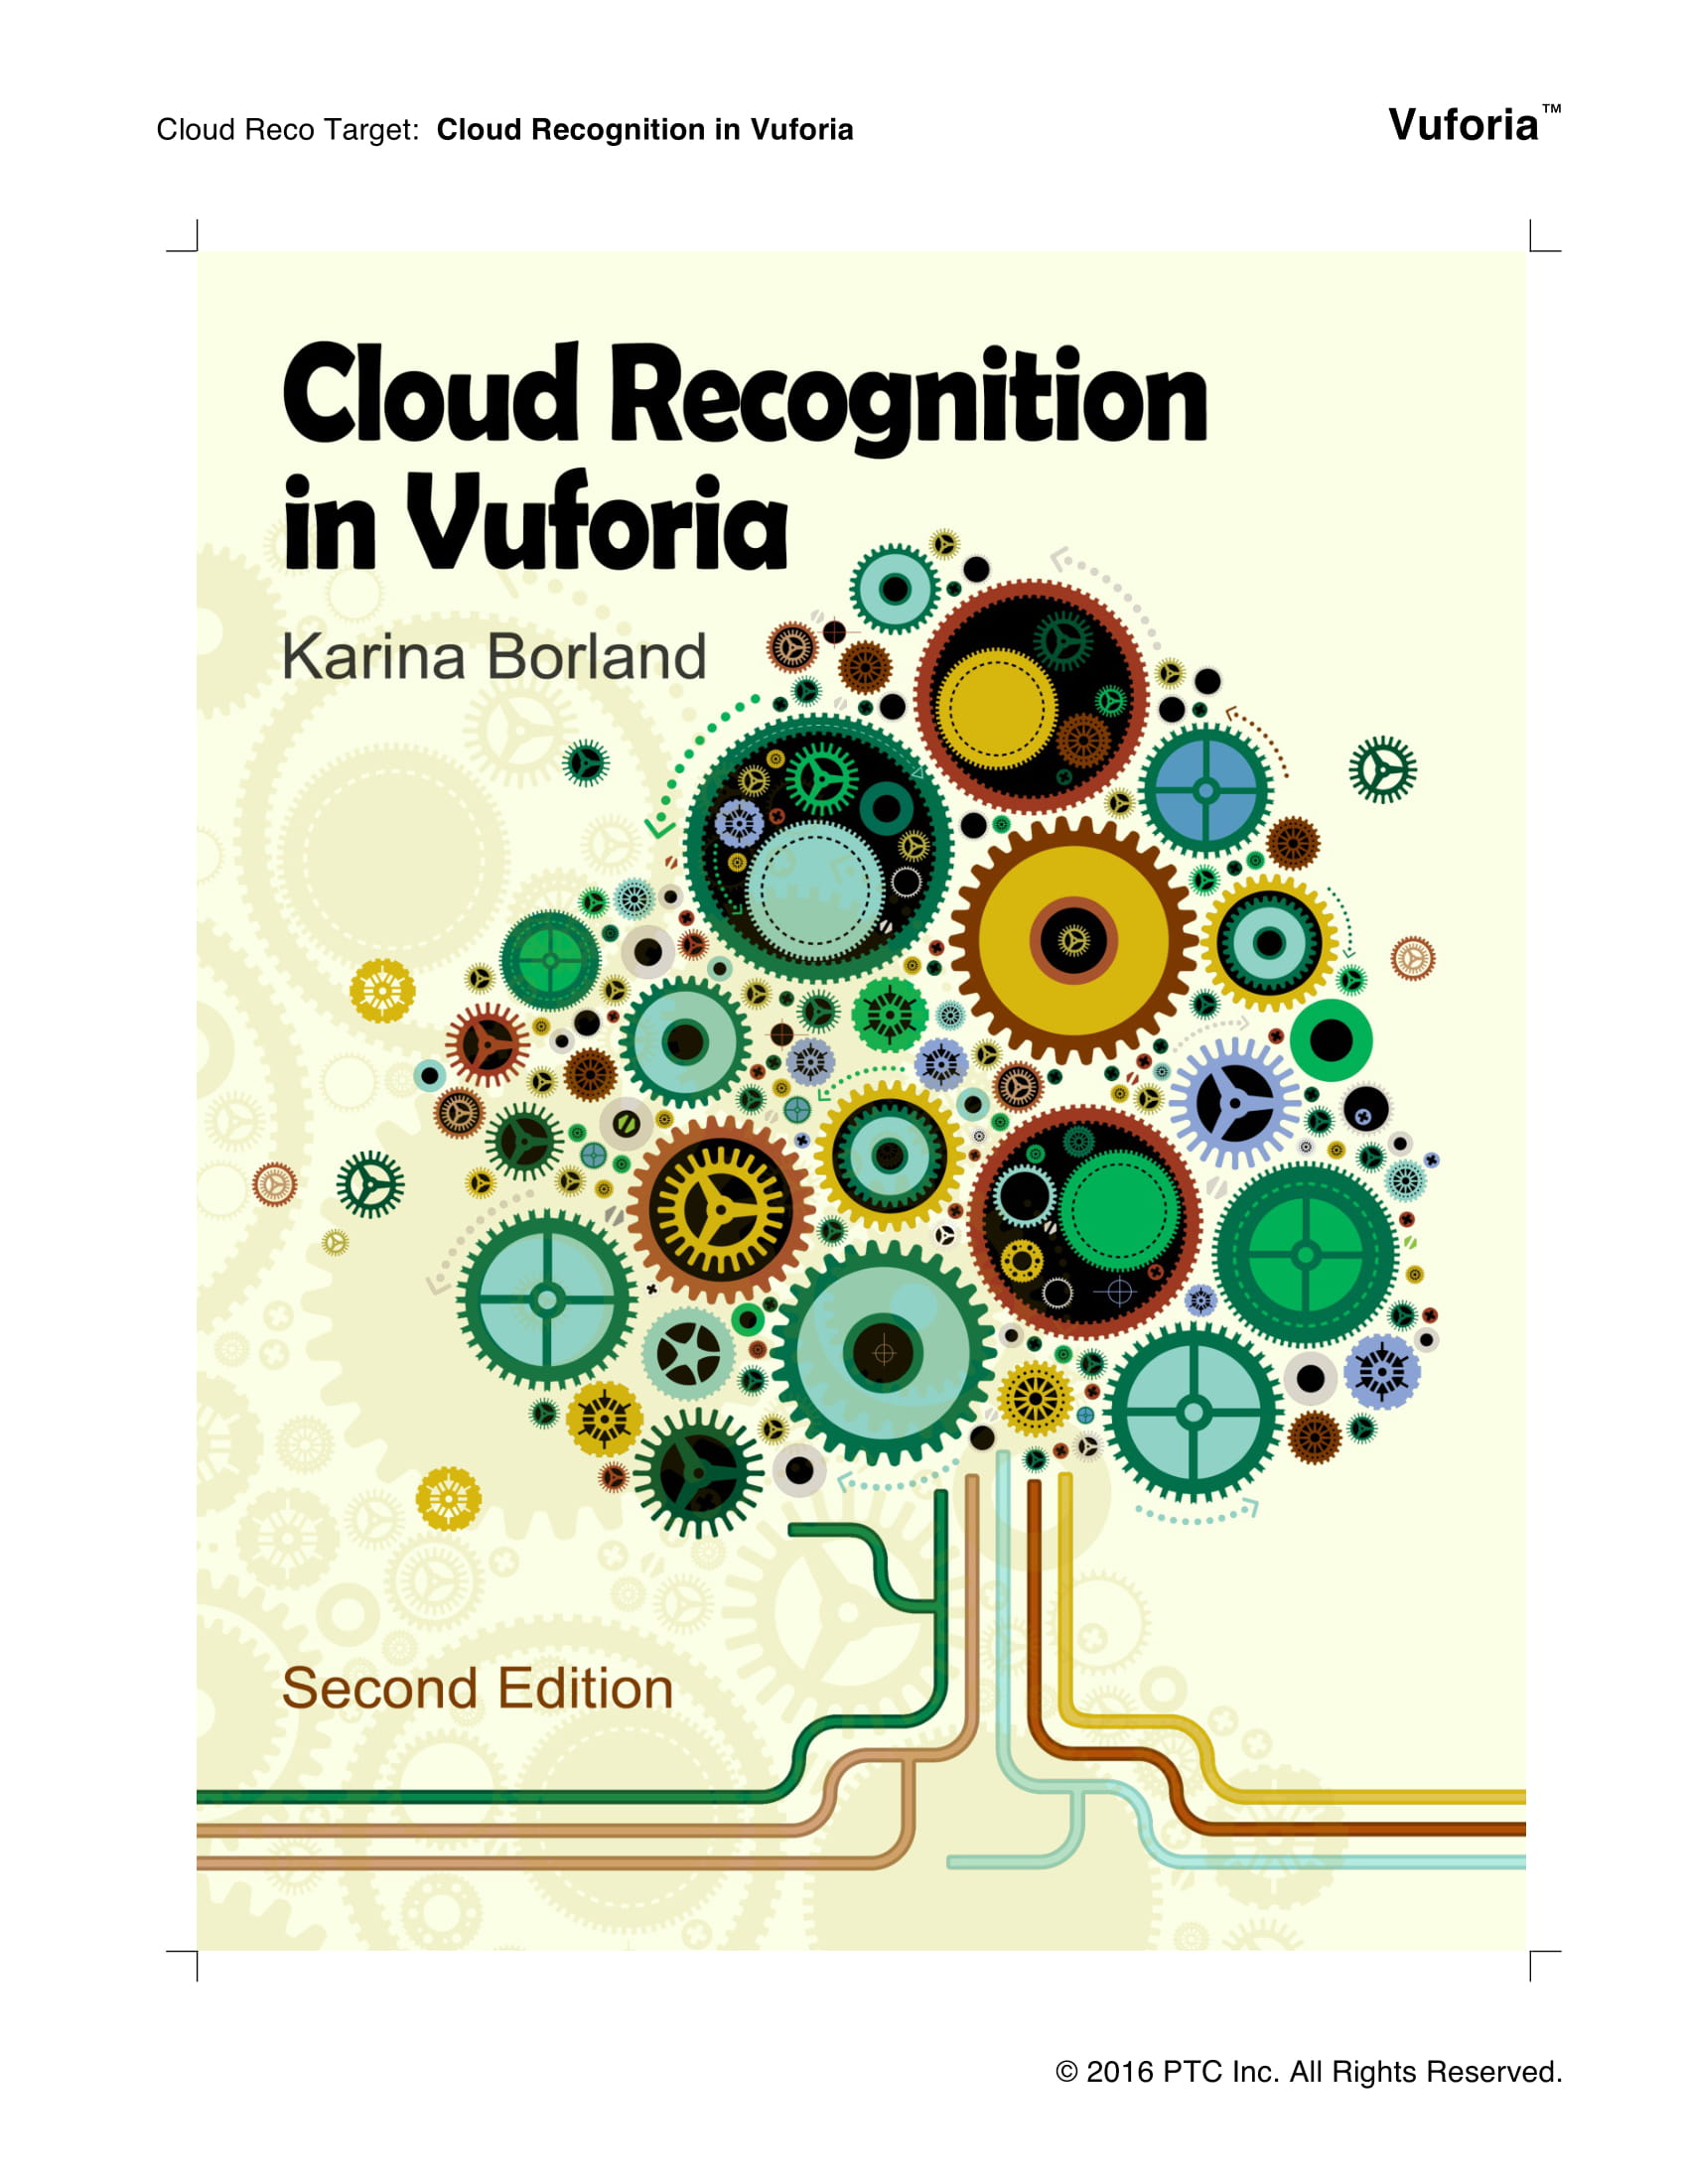 Cloud Reco Target: Cloud Recognition in Vuforia
Vuforia™
Cloud Recognition
in Vuforia
Karina Borland
Second Edition
© 2016 PTC Inc. All Rights Reserved.